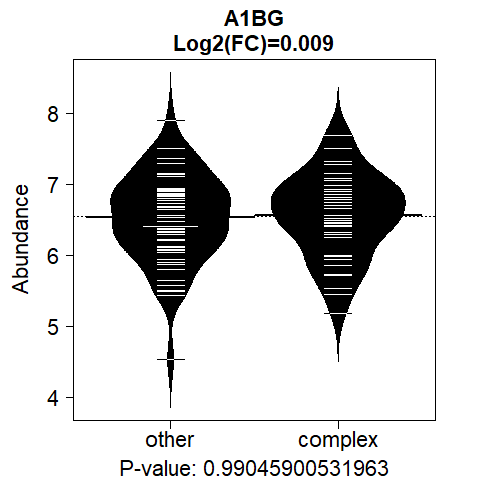 A1BG
Log2(FC)=0.009
Abundance
8
7
6
5
4
other complex
P-value: 0.99045900531963